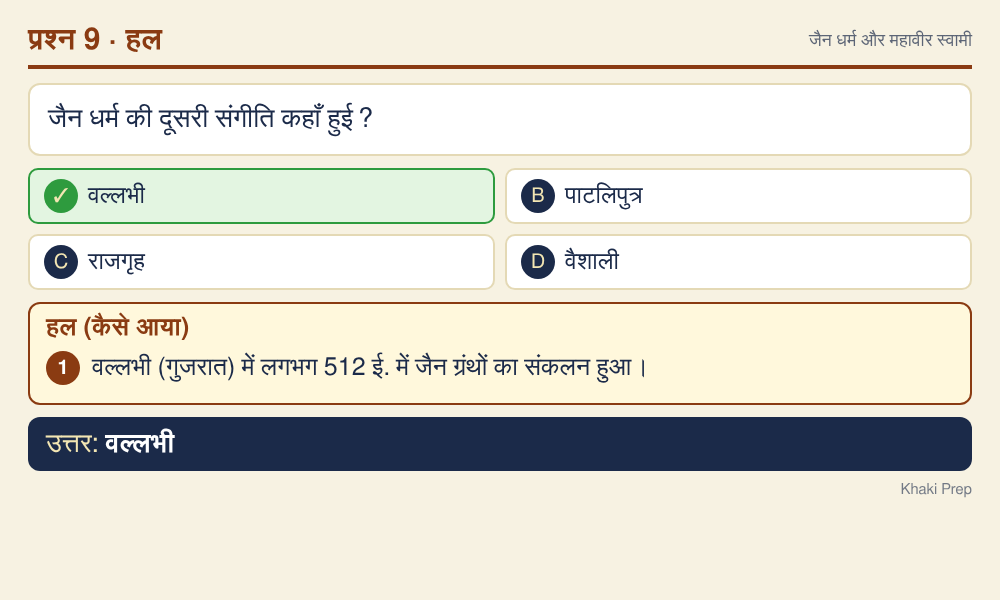 प्रश्न 9 · हल
जैन धर्म और महावीर स्वामी
जैन धर्म की दूसरी संगीति कहाँ हुई ?
✓ वल्लभी
B पाटलिपुत्र
C राजगृह
D वैशाली
हल (कैसे आया)
1 वल्लभी (गुजरात) में लगभग 512 ई. में जैन ग्रंथों का संकलन हुआ।
उत्तर: वल्लभी
Khaki Prep